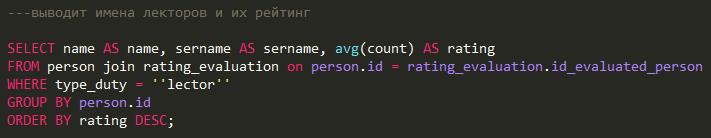 ---выводит имена лекторов и их рейтинг
SELECT name AS name, sername AS sername, avg(count) AS rating
FROM person join rating_evaluation on person.id = rating_evaluation.id_evaluated_person
WHERE type_duty = ''lector''
GROUP BY person.id
ORDER BY rating DESC;